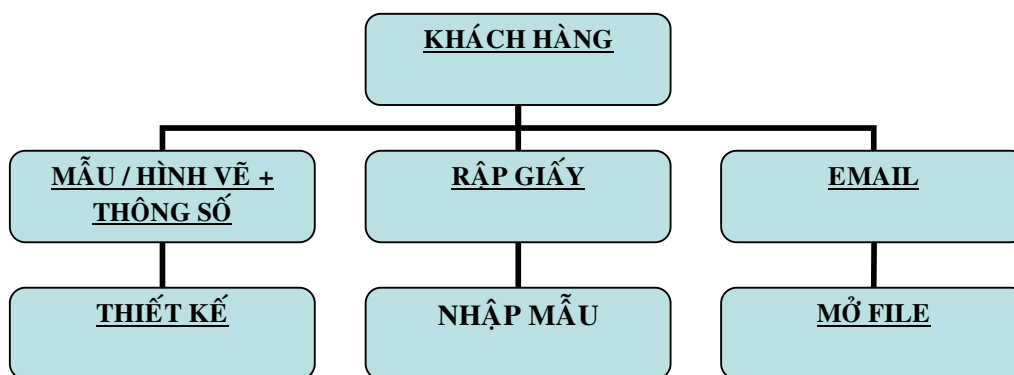 KHÁCH HÀNG
MẪU / HÌNH VẼ +
THÔNG SỐ
RẬP GIẤY
EMAIL
THIẾT KẾ
NHẬP MẪU
MỞ FILE